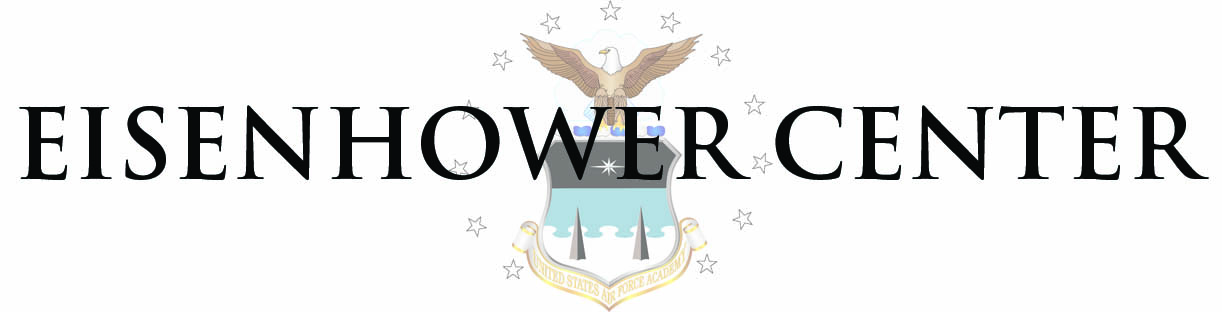 EISENHOWER CENTER
UNITED STATES AIR FORCE ACADEMY